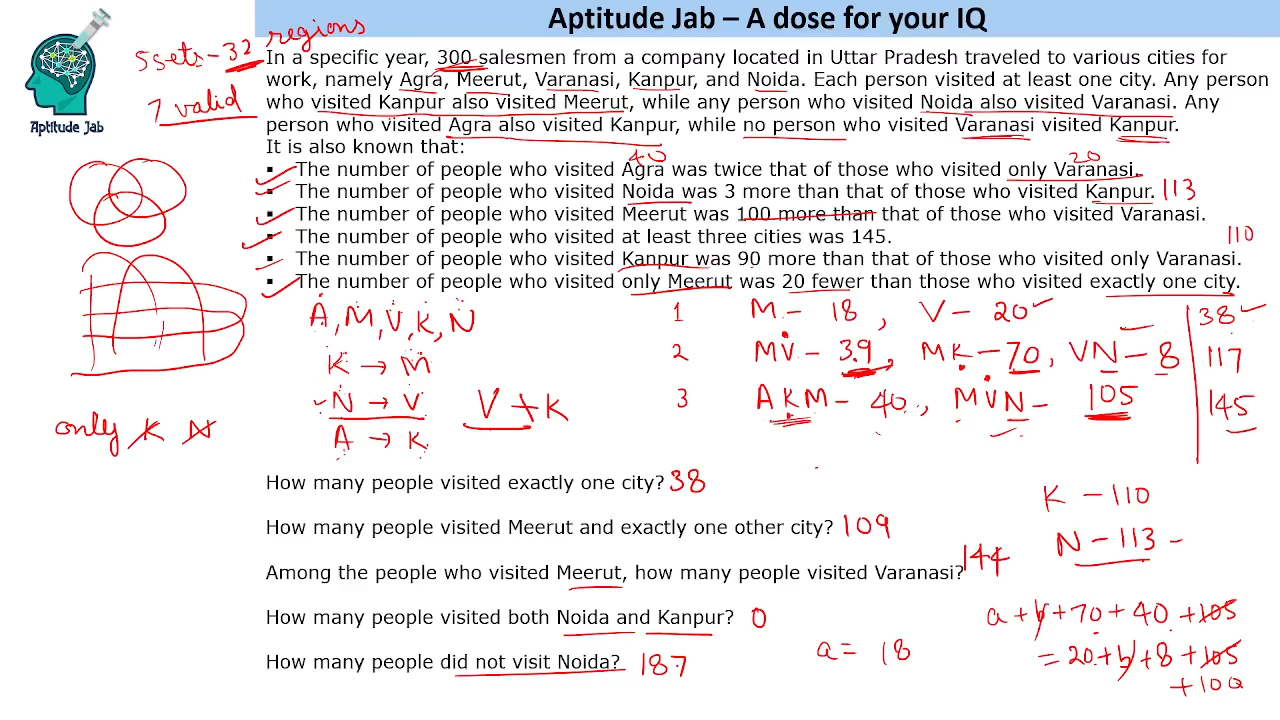 Aptitude Jab – A dose for your IQ
5 sets - 32 regions
7 valid
Aptitude Jab
In a specific year, 300 salesmen from a company located in Uttar Pradesh traveled to various cities for
work, namely Agra, Meerut, Varanasi, Kanpur, and Noida. Each person visited at least one city. Any person
who visited Kanpur also visited Meerut, while any person who visited Noida also visited Varanasi. Any
person who visited Agra also visited Kanpur, while no person who visited Varanasi visited Kanpur.
It is also known that:
40 20
▪ The number of people who visited Agra was twice that of those who visited only Varanasi.
▪ The number of people who visited Noida was 3 more than that of those who visited Kanpur. 113
▪ The number of people who visited Meerut was 100 more than that of those who visited Varanasi.
▪ The number of people who visited at least three cities was 145.
110
▪ The number of people who visited Kanpur was 90 more than that of those who visited only Varanasi.
▪ The number of people who visited only Meerut was 20 fewer than those who visited exactly one city.
A, M, V, K, N
K → M
N → V
A → K
V + K
only K N
1 M - 18 , V - 20 38
2 MV - 39 , MK - 70 , VN - 8 117
3 AKM - 40 , MVN - 105 145
How many people visited exactly one city? 38
How many people visited Meerut and exactly one other city? 109
Among the people who visited Meerut, how many people visited Varanasi? 144
How many people visited both Noida and Kanpur? 0
How many people did not visit Noida? 187
K - 110
N - 113
a + b + 70 + 40 + 105
= 20 + b + 8 + 105
+ 100
a = 18